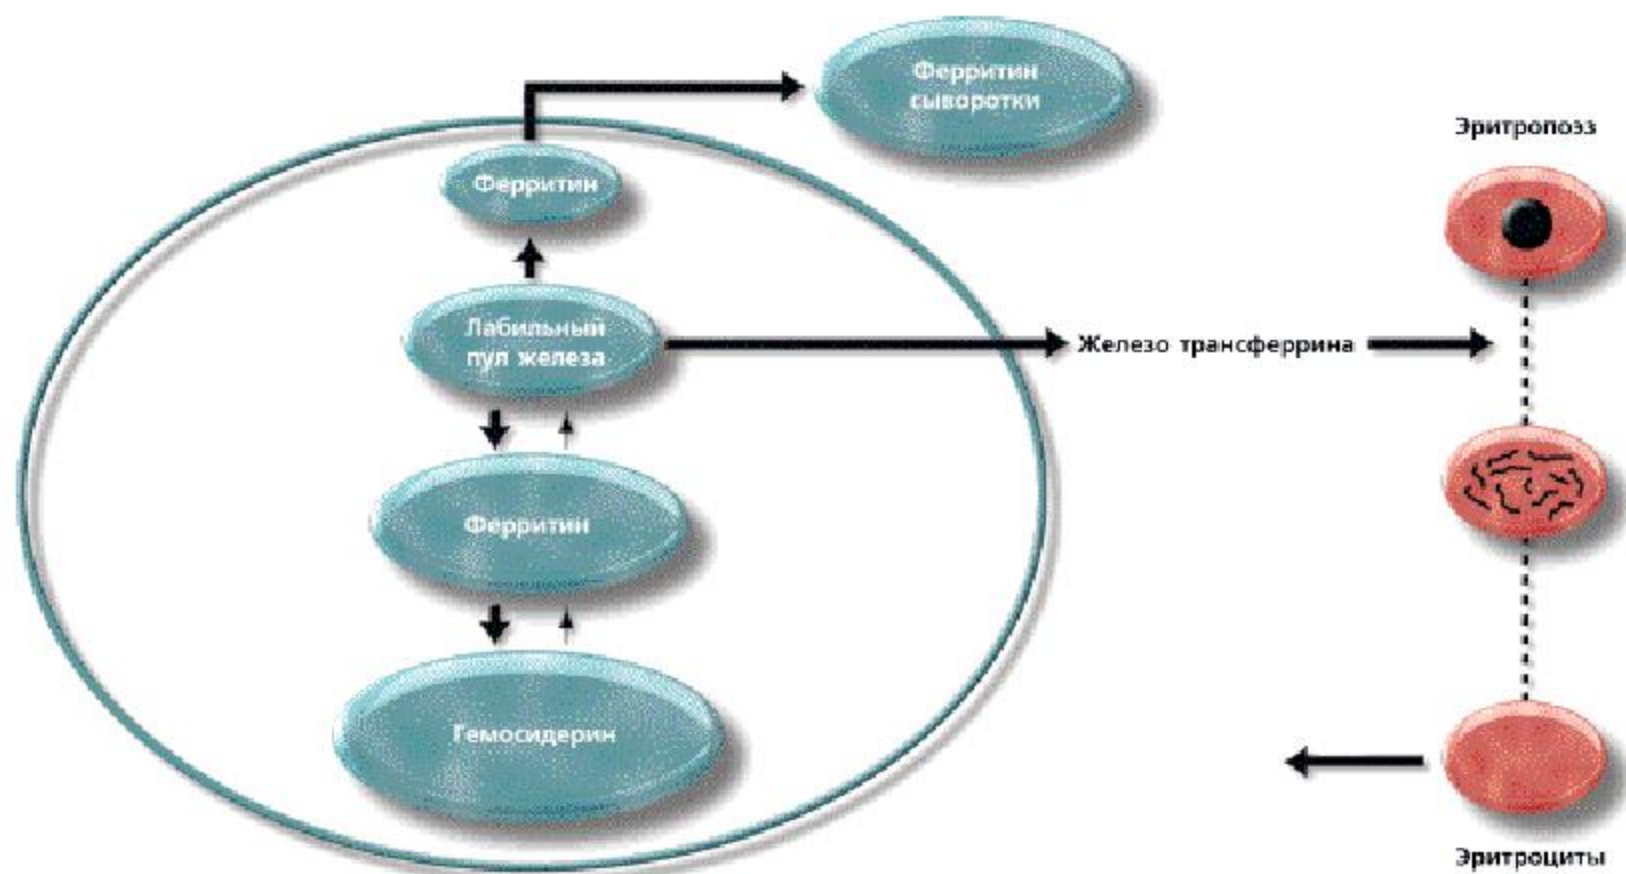 Ферритин
сыворотки
Эритропоэз
Ферритин
Лабильный
пул железа
Железо трансферрина
Ферритин
Гемосидерин
Эритроциты